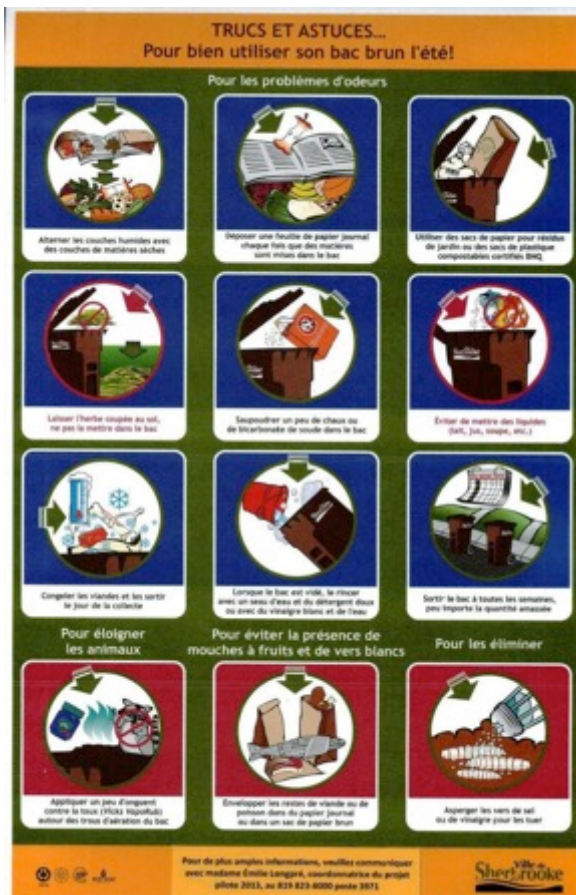 TRUCS ET ASTUCES...
Pour bien utiliser son bac brun l'été!
Pour les problèmes d'odeurs
Alterner les couches humides avec
des couches de matières sèches
Déposer une feuille de papier journal
chaque fois que des matières
sont mises dans le bac
Utiliser des sacs de papier pour résidus
de jardin ou des sacs de plastique
compostables certifiés BNQ
Laisser l'herbe coupée au sol,
ne pas la mettre dans le bac
Saupoudrer un peu de chaux ou
de bicarbonate de soude dans le bac
Éviter de mettre des liquides
(lait, jus, soupe, etc.)
Congeler les viandes et les sortir
le jour de la collecte
Lorsque le bac est vidé, le rincer
avec un seau d'eau et du détergent doux
ou avec du vinaigre blanc et de l'eau
Sortir le bac à toutes les semaines,
peu importe la quantité amassée
Pour éloigner
les animaux
Pour éviter la présence de
mouches à fruits et de vers blancs
Pour les éliminer
Appliquer un peu d'onguent
contre la toux (Vicks VapoRub)
autour des trous d'aération du bac
Envelopper les restes de viande ou de
poisson dans du papier journal
ou dans un sac de papier brun
Asperger les vers de sel
ou de vinaigre pour les tuer
Pour de plus amples informations, veuillez communiquer
avec madame Émilie Langpré, coordonnatrice du projet
pilote 2013, au 819 823-8000 poste 3971
Ville de
Sherbrooke